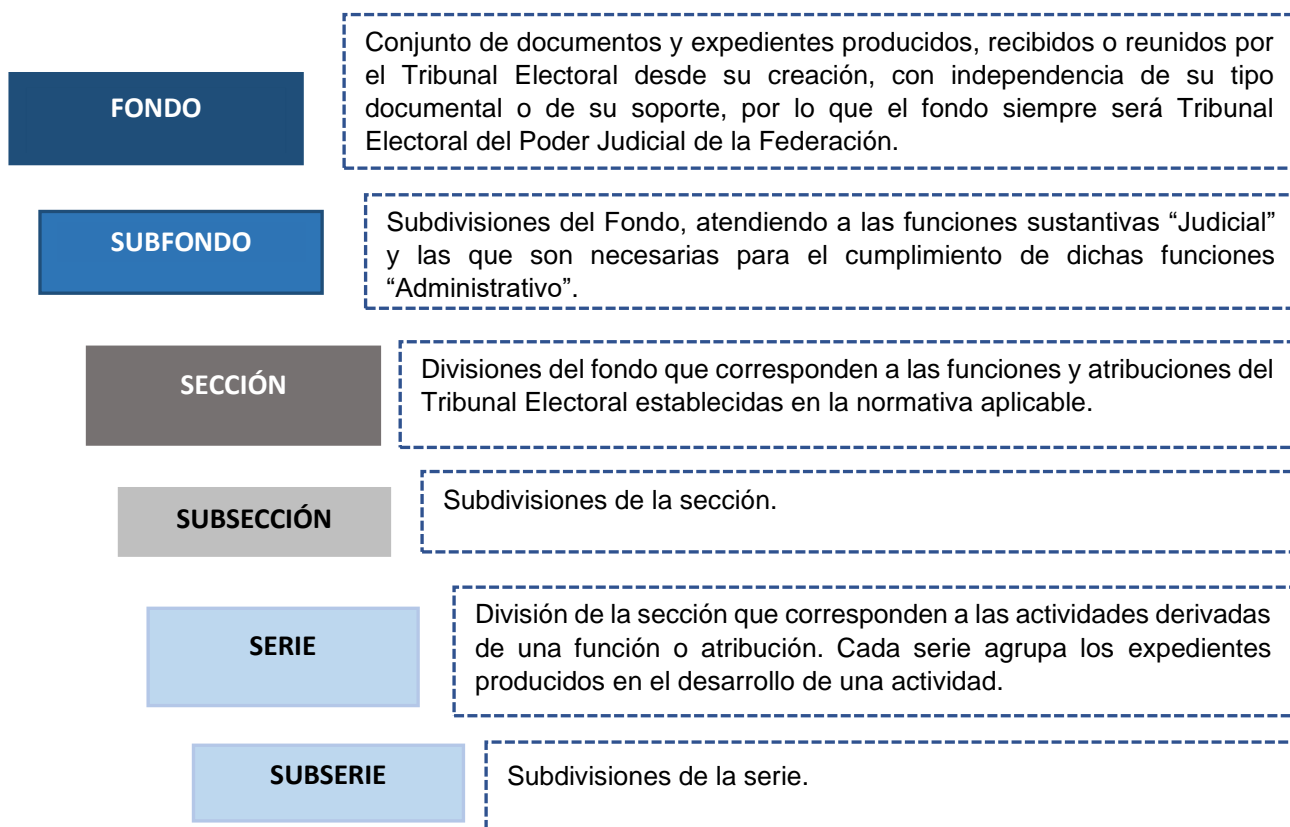 FONDO
Conjunto de documentos y expedientes producidos, recibidos o reunidos por
el Tribunal Electoral desde su creación, con independencia de su tipo
documental o de su soporte, por lo que el fondo siempre será Tribunal
Electoral del Poder Judicial de la Federación.
SUBFONDO
Subdivisiones del Fondo, atendiendo a las funciones sustantivas “Judicial”
y las que son necesarias para el cumplimiento de dichas funciones
“Administrativo”.
SECCIÓN
Divisiones del fondo que corresponden a las funciones y atribuciones del
Tribunal Electoral establecidas en la normativa aplicable.
SUBSECCIÓN
Subdivisiones de la sección.
SERIE
División de la sección que corresponden a las actividades derivadas
de una función o atribución. Cada serie agrupa los expedientes
producidos en el desarrollo de una actividad.
SUBSERIE
Subdivisiones de la serie.